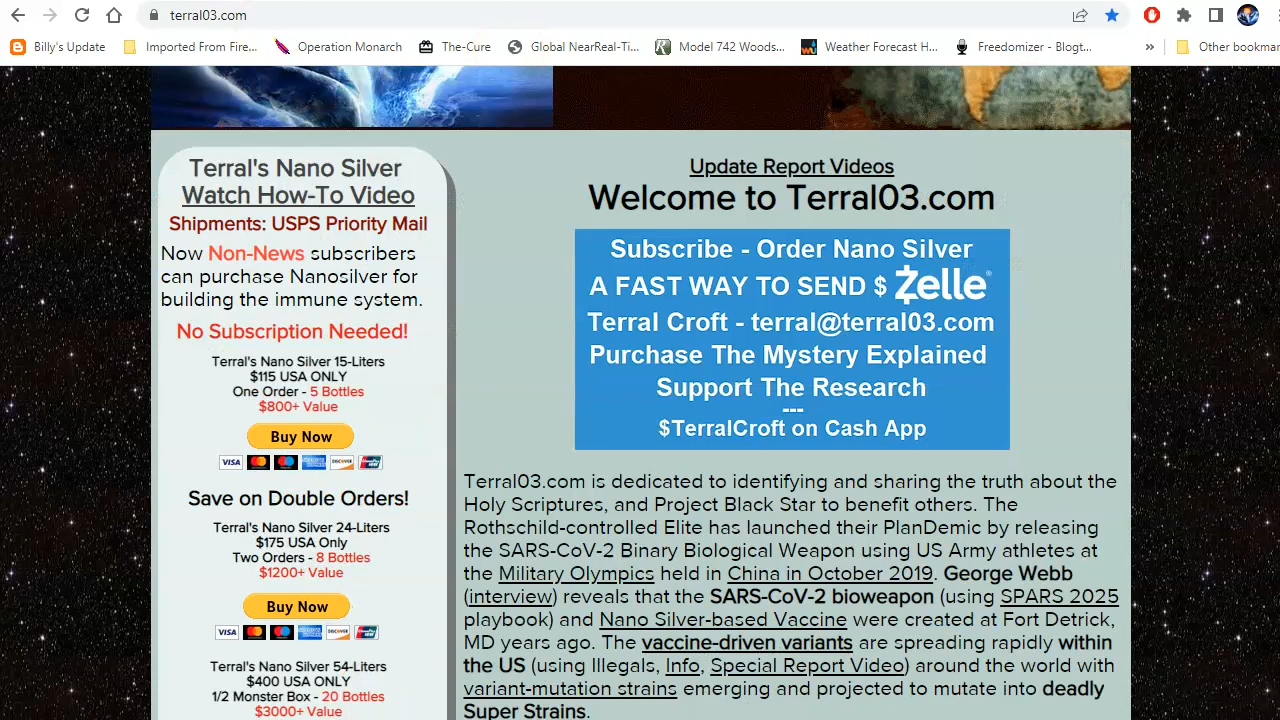 terral03.com
Billy's Update
Imported From Fire...
Operation Monarch
The-Cure
Global NearReal-Ti...
Model 742 Woods...
Weather Forecast H...
Freedomizer - Blogt...
»
Other bookmar
Terral's Nano Silver
Watch How-To Video
Shipments: USPS Priority Mail
Now Non-News subscribers
can purchase Nanosilver for
building the immune system.
No Subscription Needed!
Terral's Nano Silver 15-Liters
$115 USA ONLY
One Order - 5 Bottles
$800+ Value
Buy Now
VISA DISCOVER
Save on Double Orders!
Terral's Nano Silver 24-Liters
$175 USA Only
Two Orders - 8 Bottles
$1200+ Value
Buy Now
VISA DISCOVER
Terral's Nano Silver 54-Liters
$400 USA ONLY
1/2 Monster Box - 20 Bottles
$3000+ Value
Update Report Videos
Welcome to Terral03.com
Subscribe - Order Nano Silver
A FAST WAY TO SEND $ Zelle®
Terral Croft - terral@terral03.com
Purchase The Mystery Explained
Support The Research
---
$TerralCroft on Cash App
Terral03.com is dedicated to identifying and sharing the truth about the
Holy Scriptures, and Project Black Star to benefit others. The
Rothschild-controlled Elite has launched their PlanDemic by releasing
the SARS-CoV-2 Binary Biological Weapon using US Army athletes at
the Military Olympics held in China in October 2019. George Webb
(interview) reveals that the SARS-CoV-2 bioweapon (using SPARS 2025
playbook) and Nano Silver-based Vaccine were created at Fort Detrick,
MD years ago. The vaccine-driven variants are spreading rapidly within
the US (using Illegals, Info, Special Report Video) around the world with
variant-mutation strains emerging and projected to mutate into deadly
Super Strains.